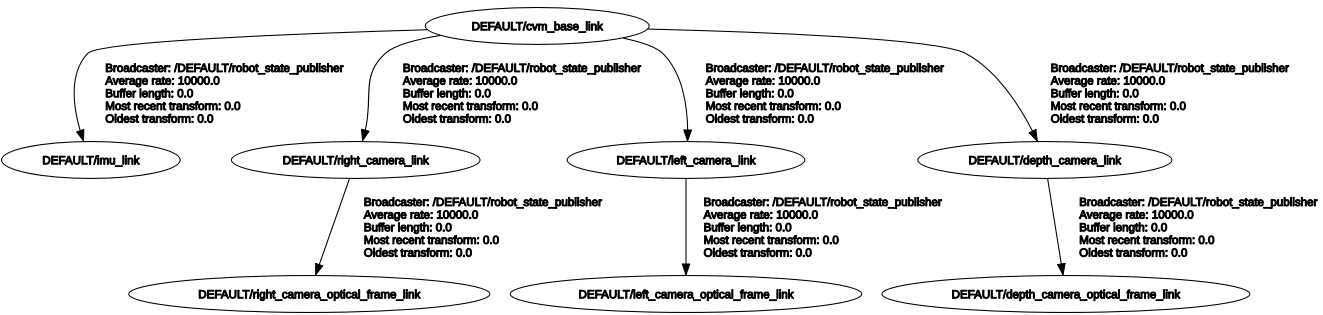 DEFAULT/cvm_base_link
Broadcaster: /DEFAULT/robot_state_publisher
Average rate: 10000.0
Buffer length: 0.0
Most recent transform: 0.0
Oldest transform: 0.0
Broadcaster: /DEFAULT/robot_state_publisher
Average rate: 10000.0
Buffer length: 0.0
Most recent transform: 0.0
Oldest transform: 0.0
Broadcaster: /DEFAULT/robot_state_publisher
Average rate: 10000.0
Buffer length: 0.0
Most recent transform: 0.0
Oldest transform: 0.0
Broadcaster: /DEFAULT/robot_state_publisher
Average rate: 10000.0
Buffer length: 0.0
Most recent transform: 0.0
Oldest transform: 0.0
DEFAULT/imu_link
DEFAULT/right_camera_link
DEFAULT/left_camera_link
DEFAULT/depth_camera_link
Broadcaster: /DEFAULT/robot_state_publisher
Average rate: 10000.0
Buffer length: 0.0
Most recent transform: 0.0
Oldest transform: 0.0
Broadcaster: /DEFAULT/robot_state_publisher
Average rate: 10000.0
Buffer length: 0.0
Most recent transform: 0.0
Oldest transform: 0.0
Broadcaster: /DEFAULT/robot_state_publisher
Average rate: 10000.0
Buffer length: 0.0
Most recent transform: 0.0
Oldest transform: 0.0
DEFAULT/right_camera_optical_frame_link
DEFAULT/left_camera_optical_frame_link
DEFAULT/depth_camera_optical_frame_link